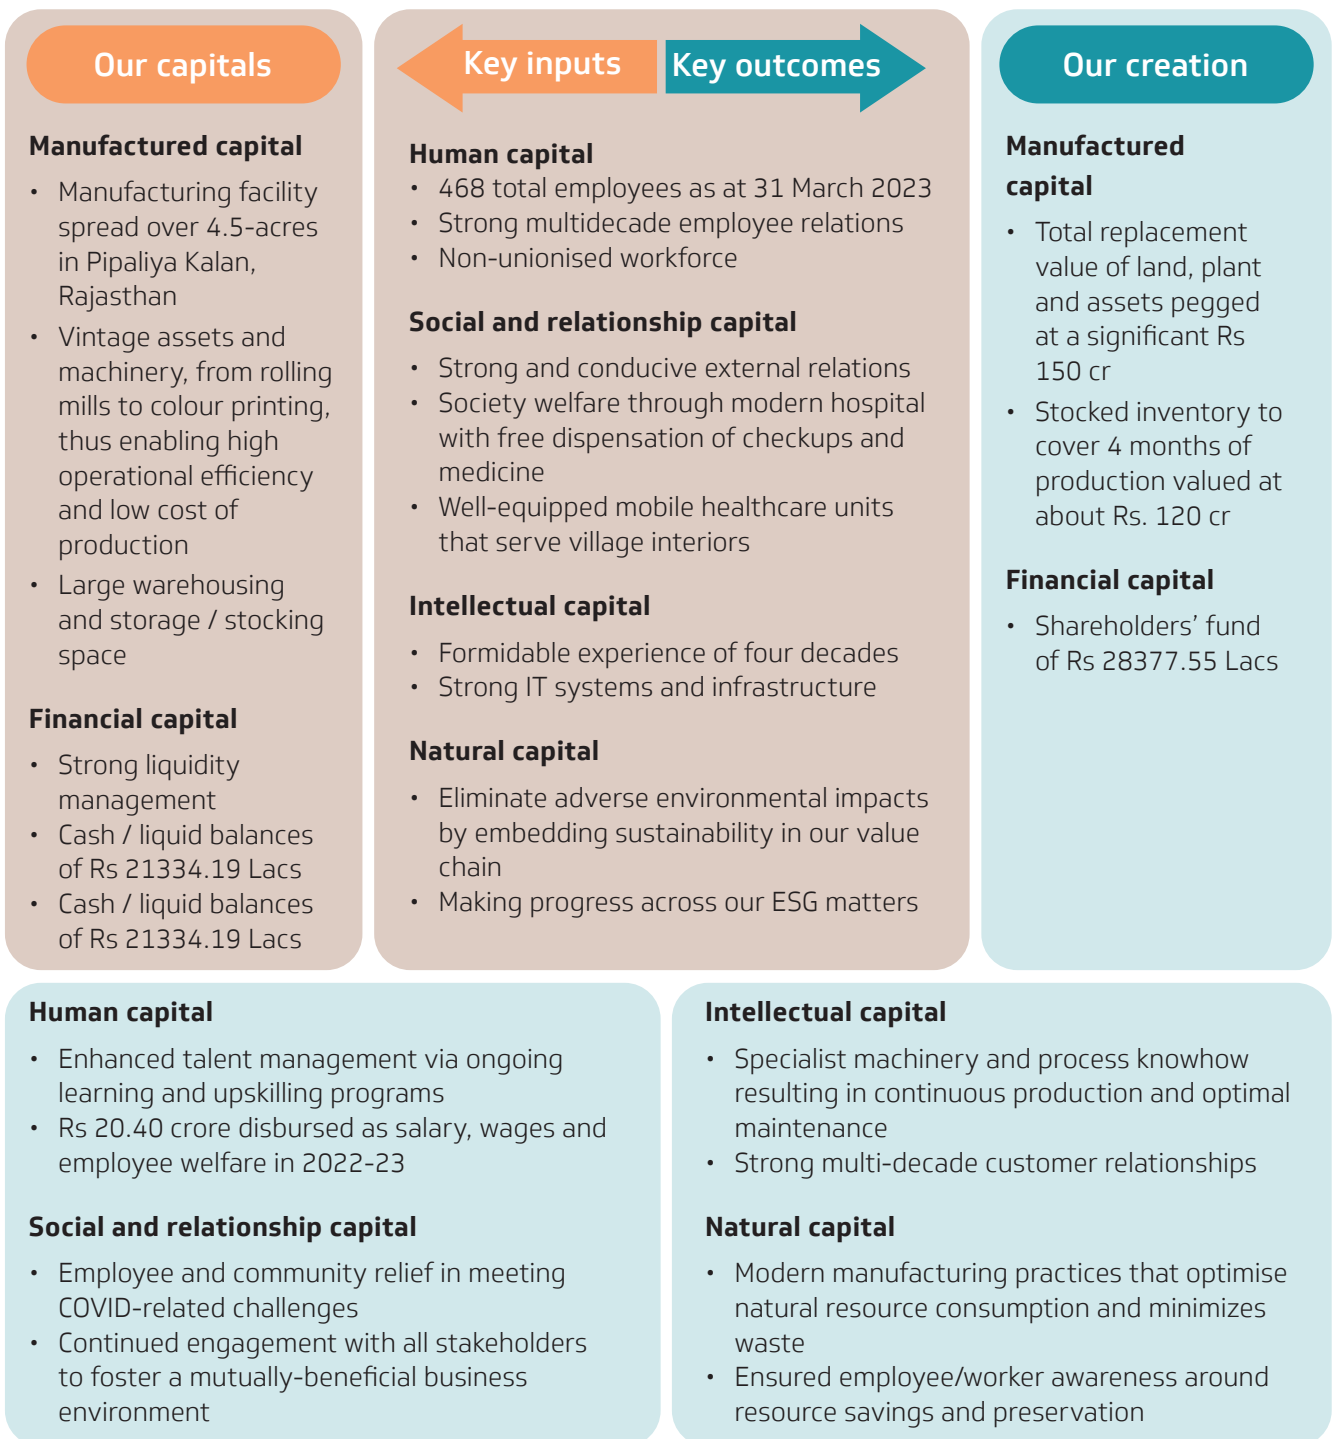 Our capitals
Manufactured capital
• Manufacturing facility
spread over 4.5-acres
in Pipaliya Kalan,
Rajasthan
• Vintage assets and
machinery, from rolling
mills to colour printing,
thus enabling high
operational efficiency
and low cost of
production
• Large warehousing
and storage / stocking
space
Financial capital
• Strong liquidity
management
• Cash / liquid balances
of Rs 21334.19 Lacs
• Cash / liquid balances
of Rs 21334.19 Lacs
Key inputs
Key outcomes
Human capital
• 468 total employees as at 31 March 2023
• Strong multidecade employee relations
• Non-unionised workforce
Social and relationship capital
• Strong and conducive external relations
• Society welfare through modern hospital
with free dispensation of checkups and
medicine
• Well-equipped mobile healthcare units
that serve village interiors
Intellectual capital
• Formidable experience of four decades
• Strong IT systems and infrastructure
Natural capital
• Eliminate adverse environmental impacts
by embedding sustainability in our value
chain
• Making progress across our ESG matters
Our creation
Manufactured
capital
• Total replacement
value of land, plant
and assets pegged
at a significant Rs
150 cr
• Stocked inventory to
cover 4 months of
production valued at
about Rs. 120 cr
Financial capital
• Shareholders’ fund
of Rs 28377.55 Lacs
Human capital
• Enhanced talent management via ongoing
learning and upskilling programs
• Rs 20.40 crore disbursed as salary, wages and
employee welfare in 2022-23
Social and relationship capital
• Employee and community relief in meeting
COVID-related challenges
• Continued engagement with all stakeholders
to foster a mutually-beneficial business
environment
Intellectual capital
• Specialist machinery and process knowhow
resulting in continuous production and optimal
maintenance
• Strong multi-decade customer relationships
Natural capital
• Modern manufacturing practices that optimise
natural resource consumption and minimizes
waste
• Ensured employee/worker awareness around
resource savings and preservation